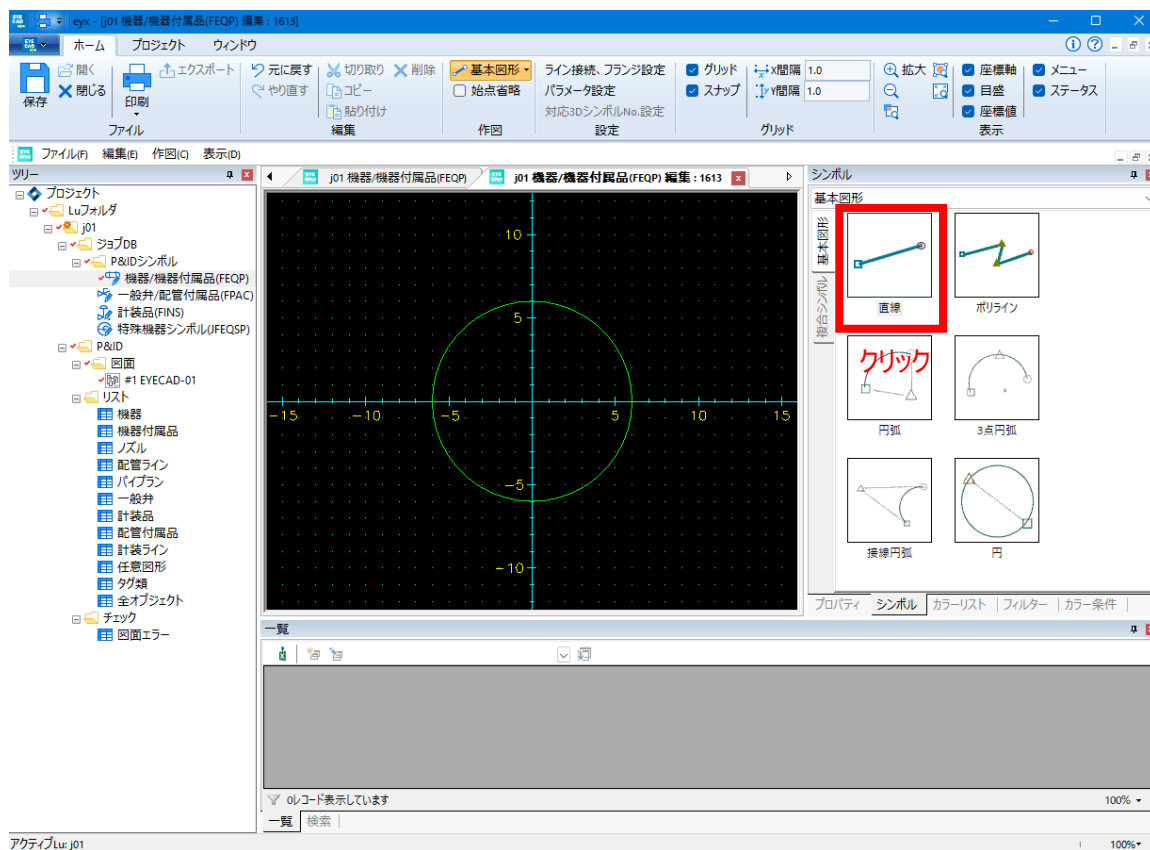 eyx - [j01 機器/機器付属品(FEQP) 編集 : 1613]
ホーム プロジェクト ウィンドウ
開く エクスポート 元に戻す 切り取り 削除 基本図形 ライン接続、フランジ設定 グリッド X間隔 1.0 拡大 座標軸 メニュー
閉じる やり直す コピー 始点省略 パラメータ設定 スナップ Y間隔 1.0 目盛 ステータス
保存 印刷 貼り付け 対応3DシンボルNo.設定 座標値
ファイル 編集 作図 設定 グリッド 表示
ファイル(F) 編集(E) 作図(C) 表示(D)
ツリー
プロジェクト
Luフォルダ
j01
ジョブDB
P&IDシンボル
機器/機器付属品(FEQP)
一般弁/配管付属品(FPAC)
計装品(FINS)
特殊機器シンボル(JFEQSP)
P&ID
図面
#1 EYECAD-01
リスト
機器
機器付属品
ノズル
配管ライン
パイプラン
一般弁
計装品
配管付属品
計装ライン
任意図形
タグ類
全オブジェクト
チェック
図面エラー
j01 機器/機器付属品(FEQP) j01 機器/機器付属品(FEQP) 編集 : 1613
10
5
-15 -10 -5 5 10 15
-5
-10
シンボル
基本図形
基本図形
複合シンボル
直線 ポリライン
クリック
円弧 3点円弧
接線円弧 円
プロパティ シンボル カラーリスト フィルター カラー条件
一覧
0レコード表示しています 100%
一覧 検索
アクティブLu: j01 100%